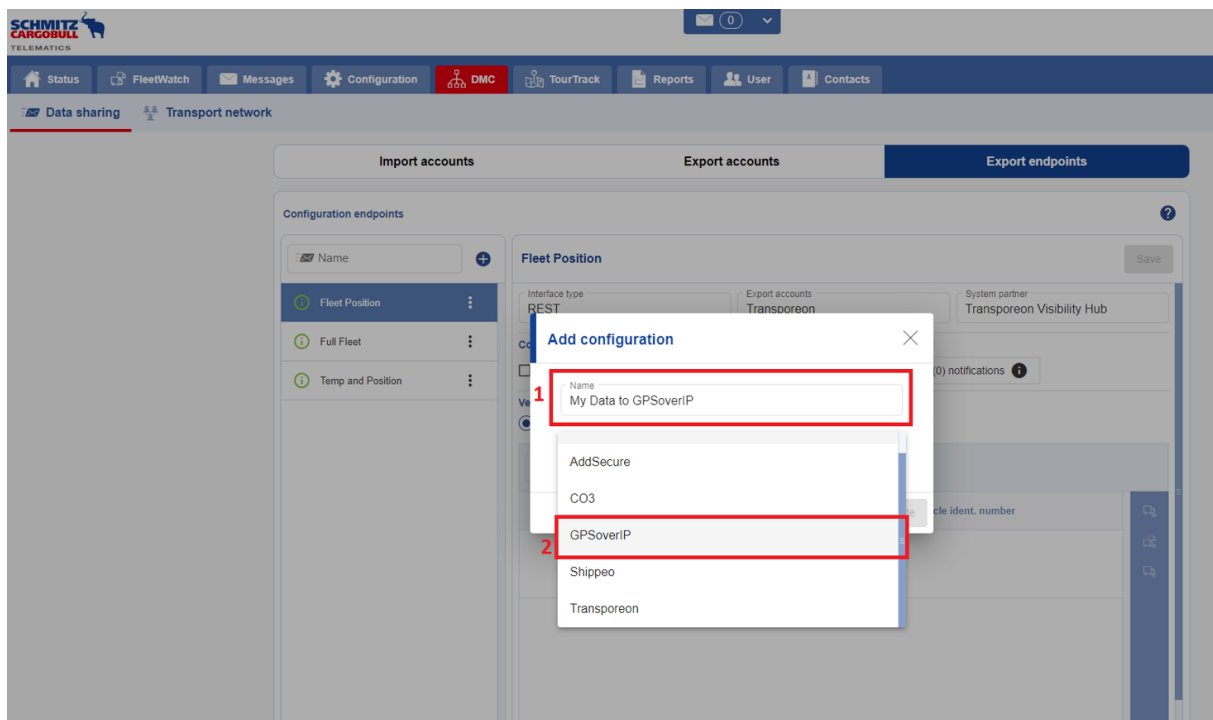 SCHMITZ
CARGOBULL
TELEMATICS
(0)
Status FleetWatch Messages Configuration DMC TourTrack Reports User Contacts
Data sharing Transport network
Import accounts Export accounts Export endpoints
Configuration endpoints
Name Fleet Position Save
Interface type Export accounts System partner
REST Transporeon Transporeon Visibility Hub
Fleet Position
Full Fleet
Temp and Position
Add configuration
Co
(0) notifications
Ve
1
Name
My Data to GPSoverIP
AddSecure
CO3
cle ident. number
2
GPSoverIP
Shippeo
Transporeon